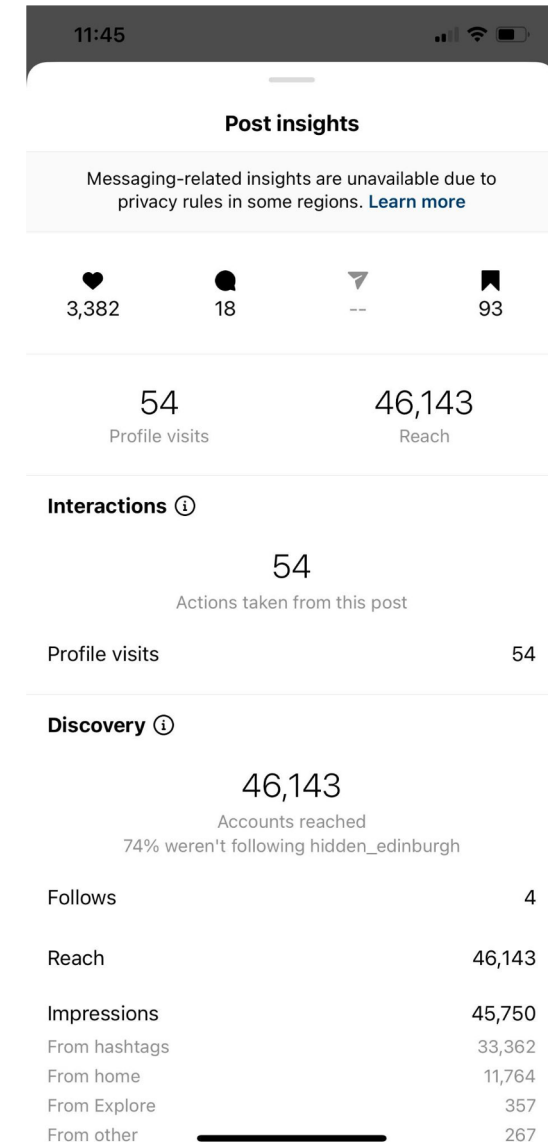 11:45
Post insights
Messaging-related insights are unavailable due to
privacy rules in some regions. Learn more
3,382 18 -- 93
54 46,143
Profile visits Reach
Interactions
54
Actions taken from this post
Profile visits 54
Discovery
46,143
Accounts reached
74% weren't following hidden_edinburgh
Follows 4
Reach 46,143
Impressions 45,750
From hashtags 33,362
From home 11,764
From Explore 357
From other 267